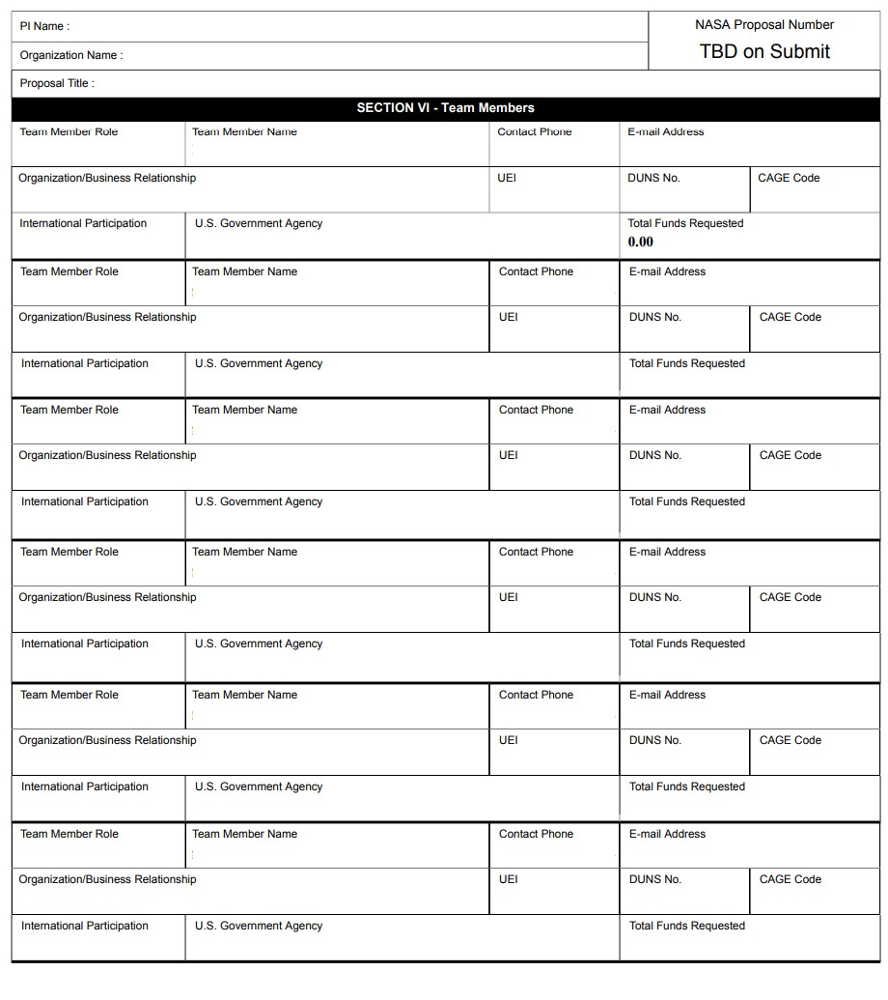 PI Name :
NASA Proposal Number
TBD on Submit
Organization Name :
Proposal Title :
SECTION VI - Team Members
Team Member Role Team Member Name Contact Phone E-mail Address
Organization/Business Relationship UEI DUNS No. CAGE Code
International Participation U.S. Government Agency Total Funds Requested
0.00
Team Member Role Team Member Name Contact Phone E-mail Address
Organization/Business Relationship UEI DUNS No. CAGE Code
International Participation U.S. Government Agency Total Funds Requested
Team Member Role Team Member Name Contact Phone E-mail Address
Organization/Business Relationship UEI DUNS No. CAGE Code
International Participation U.S. Government Agency Total Funds Requested
Team Member Role Team Member Name Contact Phone E-mail Address
Organization/Business Relationship UEI DUNS No. CAGE Code
International Participation U.S. Government Agency Total Funds Requested
Team Member Role Team Member Name Contact Phone E-mail Address
Organization/Business Relationship UEI DUNS No. CAGE Code
International Participation U.S. Government Agency Total Funds Requested
Team Member Role Team Member Name Contact Phone E-mail Address
Organization/Business Relationship UEI DUNS No. CAGE Code
International Participation U.S. Government Agency Total Funds Requested